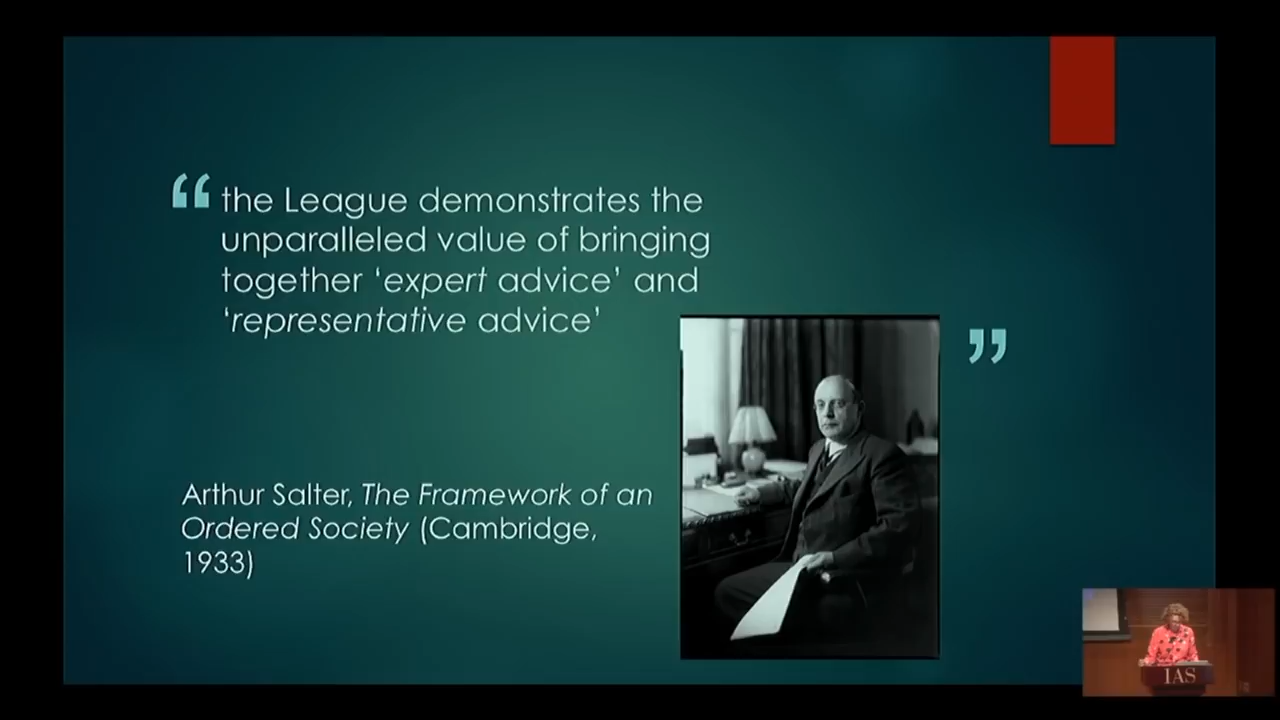 “ the League demonstrates the
unparalleled value of bringing
together ‘expert advice’ and
‘representative advice’
”
Arthur Salter, The Framework of an
Ordered Society (Cambridge,
1933)
IAS